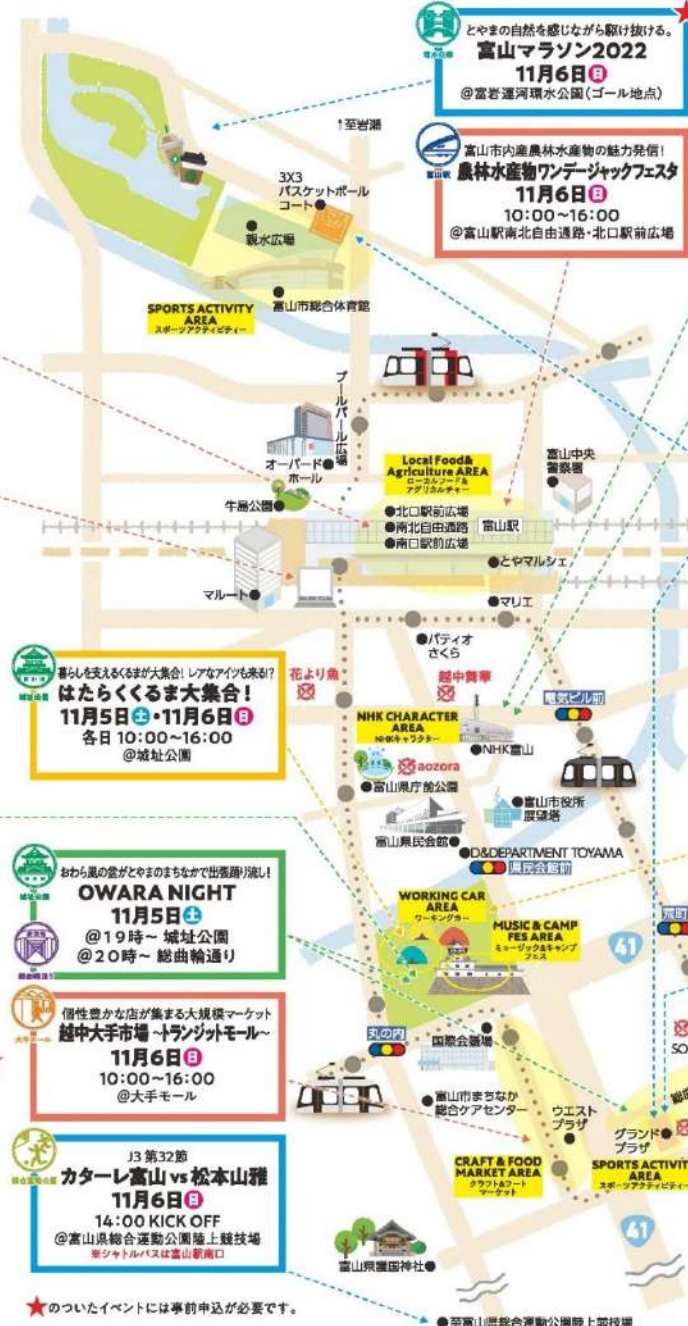 とやまの自然を感じながら駆け抜ける。
富山マラソン2022
11月6日日
@富岩運河環水公園(ゴール地点)
富山駅
富山市内産農林水産物の魅力発信!
農林水産物ワンデージャックフェスタ
11月6日日
10:00~16:00
@富山駅南北自由通路・北口駅前広場
↑至岩瀬
3X3
バスケットボール
コート●
●
親水広場
●
富山市総合体育館
SPORTS ACTIVITY
AREA
スポーツアクティビティー
ブールバール広場
オーバード●
ホール
牛島公園●
Local Food&
Agriculture AREA
ローカルフード&
アグリカルチャー
●北口駅前広場
●南北自由通路
●南口駅前広場
富山駅
富山中央
警察署
●
●とやマルシェ
マルート●
●マリエ
●パティオ
さくら
城址公園
暮らしを支えるくるまが大集合!レアなアイツも来る!?
はたらくくるま大集合!
11月5日土・11月6日日
各日 10:00~16:00
@城址公園
花より魚
越中舞華
NHK CHARACTER
AREA
NHKキャラクター
●NHK富山
電気ビル前
aozora
●富山県庁前公園
●富山市役所
展望塔
富山県民会館●
●D&DEPARTMENT TOYAMA
県民会館前
城址公園
総曲輪通り
おわら風の盆がとやまのまちなかで出張踊り流し!
OWARA NIGHT
11月5日土
@19時~ 城址公園
@20時~ 総曲輪通り
WORKING CAR
AREA
ワーキングカー
MUSIC & CAMP
FES AREA
ミュージック&キャンプ
フェス
荒町
41
大手モール
個性豊かな店が集まる大規模マーケット
越中大手市場 ~トランジットモール~
11月6日日
10:00~16:00
@大手モール
丸の内
国際会議場
SO
●富山市まちなか
総合ケアセンター
ウエスト
プラザ
グランド●
プラザ
CRAFT & FOOD
MARKET AREA
クラフト&フード
マーケット
SPORTS ACTIVITY
AREA
スポーツアクティビティー
J3 第32節
カターレ富山 vs 松本山雅
11月6日日
14:00 KICK OFF
@富山県総合運動公園陸上競技場
※シャトルバスは富山駅南口
41
富山県護国神社●
★のついたイベントには事前申込が必要です。
●至富山県総合運動公園陸上競技場